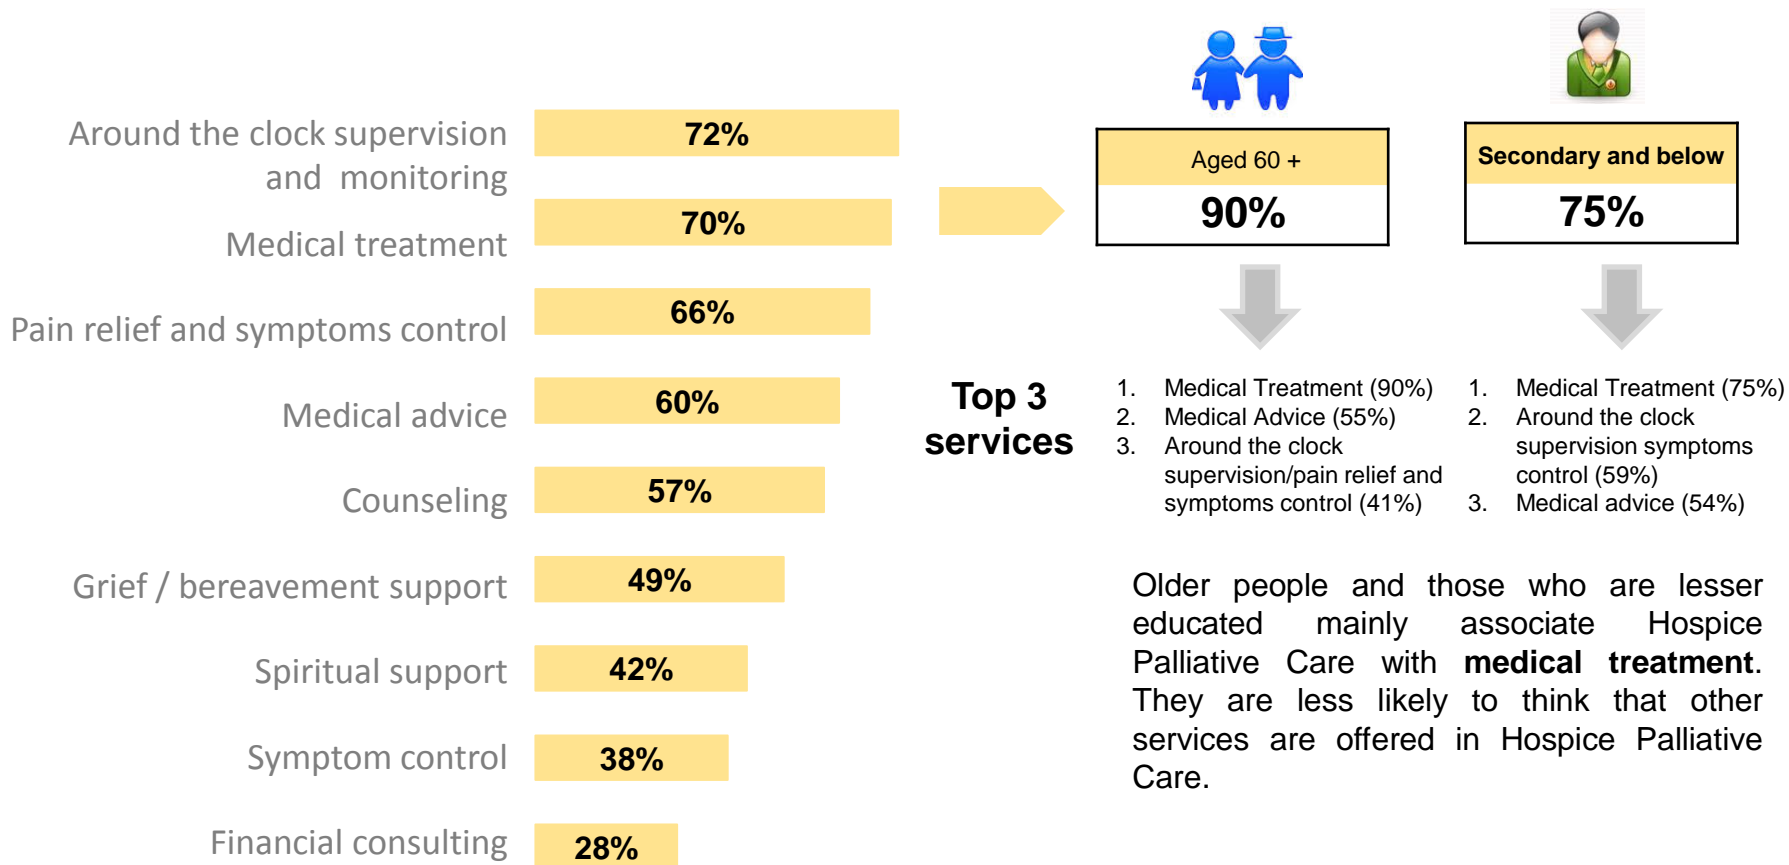 Around the clock supervision
and monitoring
72%
Medical treatment
70%
Pain relief and symptoms control
66%
Medical advice
60%
Counseling
57%
Grief / bereavement support
49%
Spiritual support
42%
Symptom control
38%
Financial consulting
28%
Aged 60 +
90%
Secondary and below
75%
Top 3
services
1. Medical Treatment (90%)
2. Medical Advice (55%)
3. Around the clock
supervision/pain relief and
symptoms control (41%)
1. Medical Treatment (75%)
2. Around the clock
supervision symptoms
control (59%)
3. Medical advice (54%)
Older people and those who are lesser
educated mainly associate Hospice
Palliative Care with medical treatment.
They are less likely to think that other
services are offered in Hospice Palliative
Care.